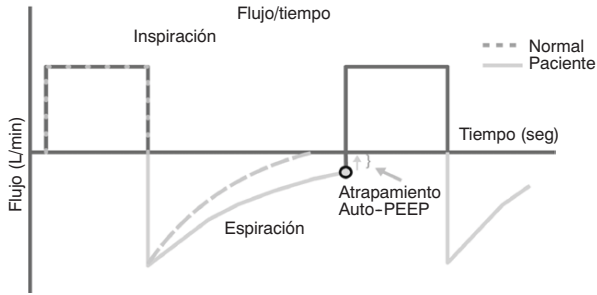 Flujo/tiempo
Inspiración
Normal
Paciente
Flujo (L/min)
Tiempo (seg)
}
Atrapamiento
Auto-PEEP
Espiración